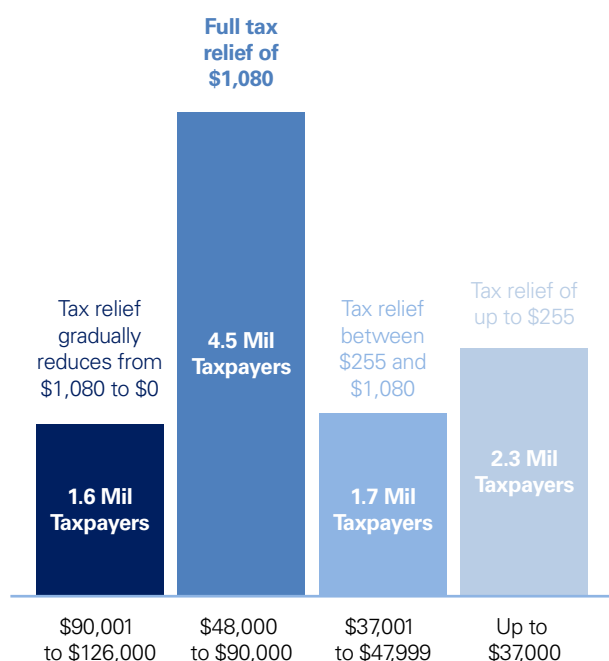 Full tax
relief of
$1,080
Tax relief
gradually
reduces from
$1,080 to $0
4.5 Mil
Taxpayers
Tax relief
between
$255 and
$1,080
Tax relief of
up to $255
1.6 Mil
Taxpayers
1.7 Mil
Taxpayers
2.3 Mil
Taxpayers
$90,001
to $126,000
$48,000
to $90,000
$37,001
to $47,999
Up to
$37,000